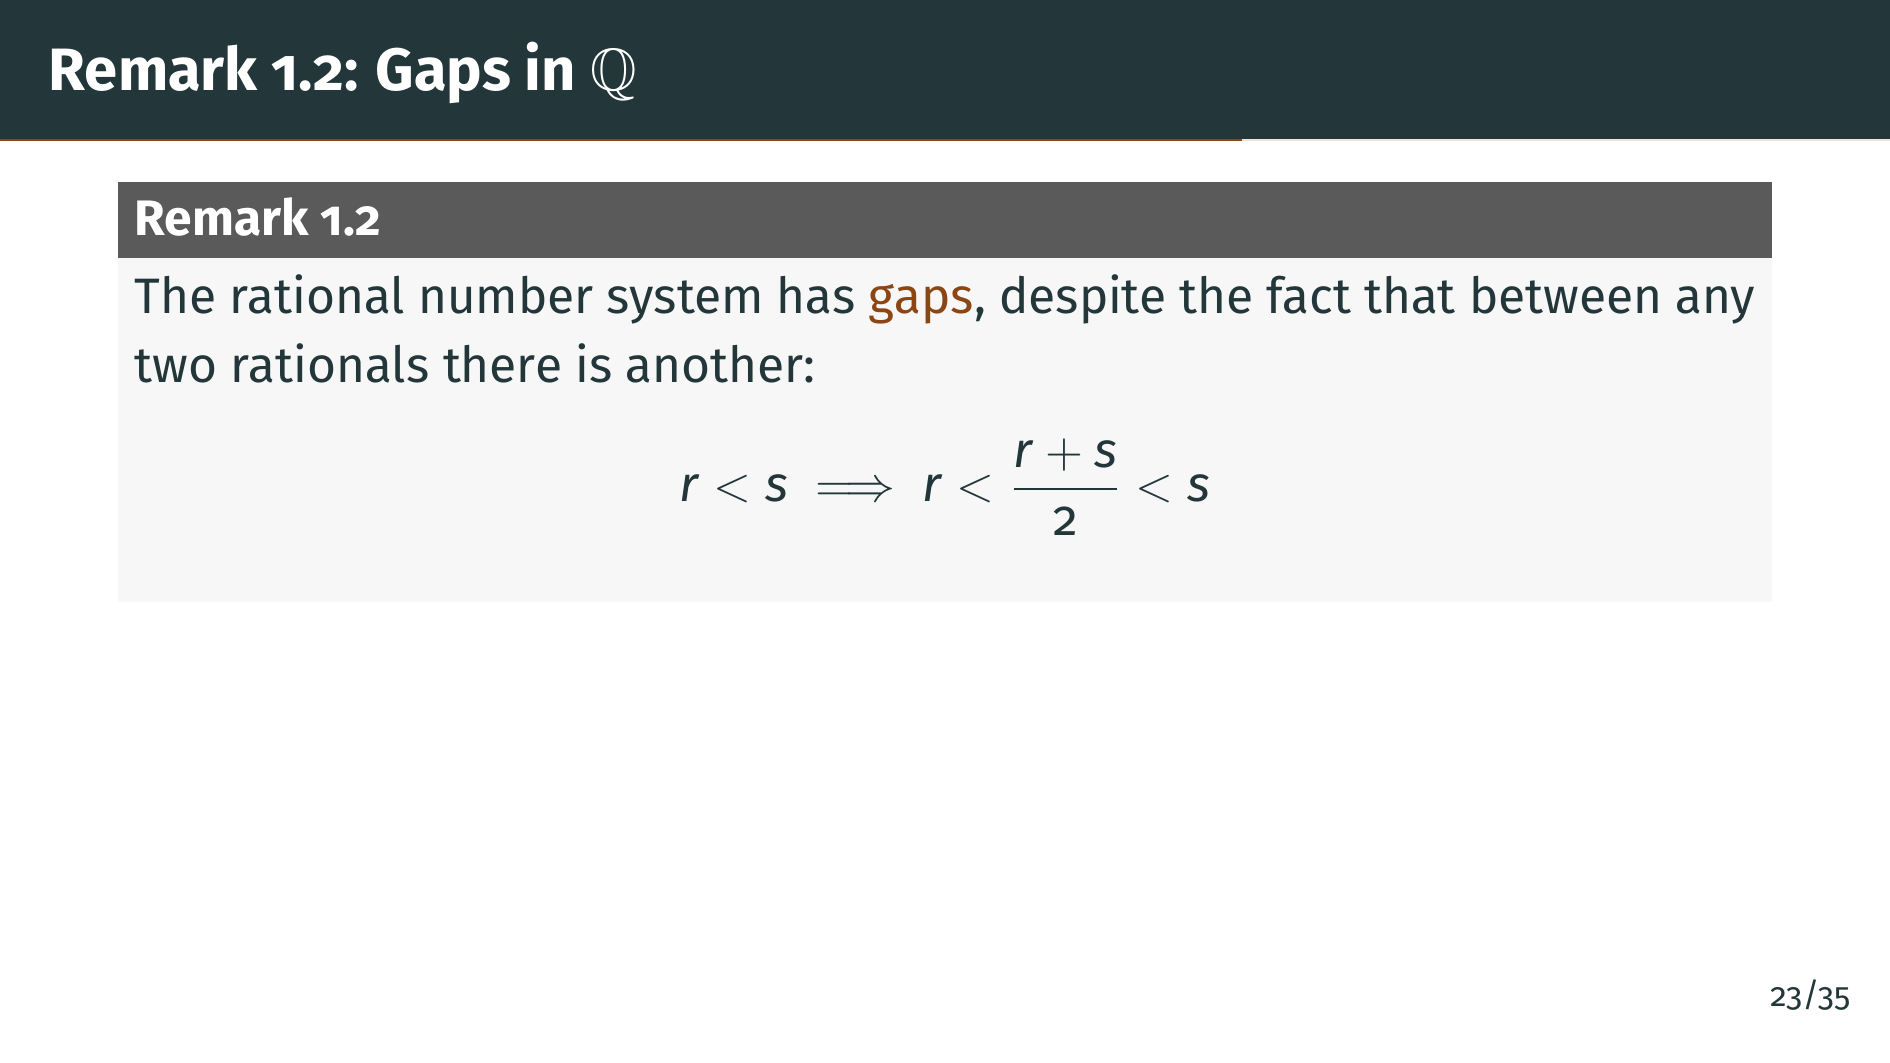 Remark 1.2: Gaps in ℚ
Remark 1.2
The rational number system has gaps, despite the fact that between any
two rationals there is another:
r < s ⟹ r < (r + s)/2 < s
23/35